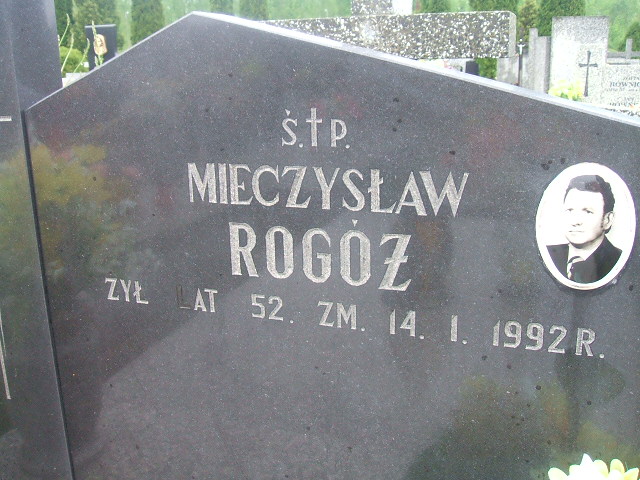 Ś.†P.
MIECZYSŁAW
ROGÓŻ
ŻYŁ LAT 52. ZM. 14. I. 1992 R.